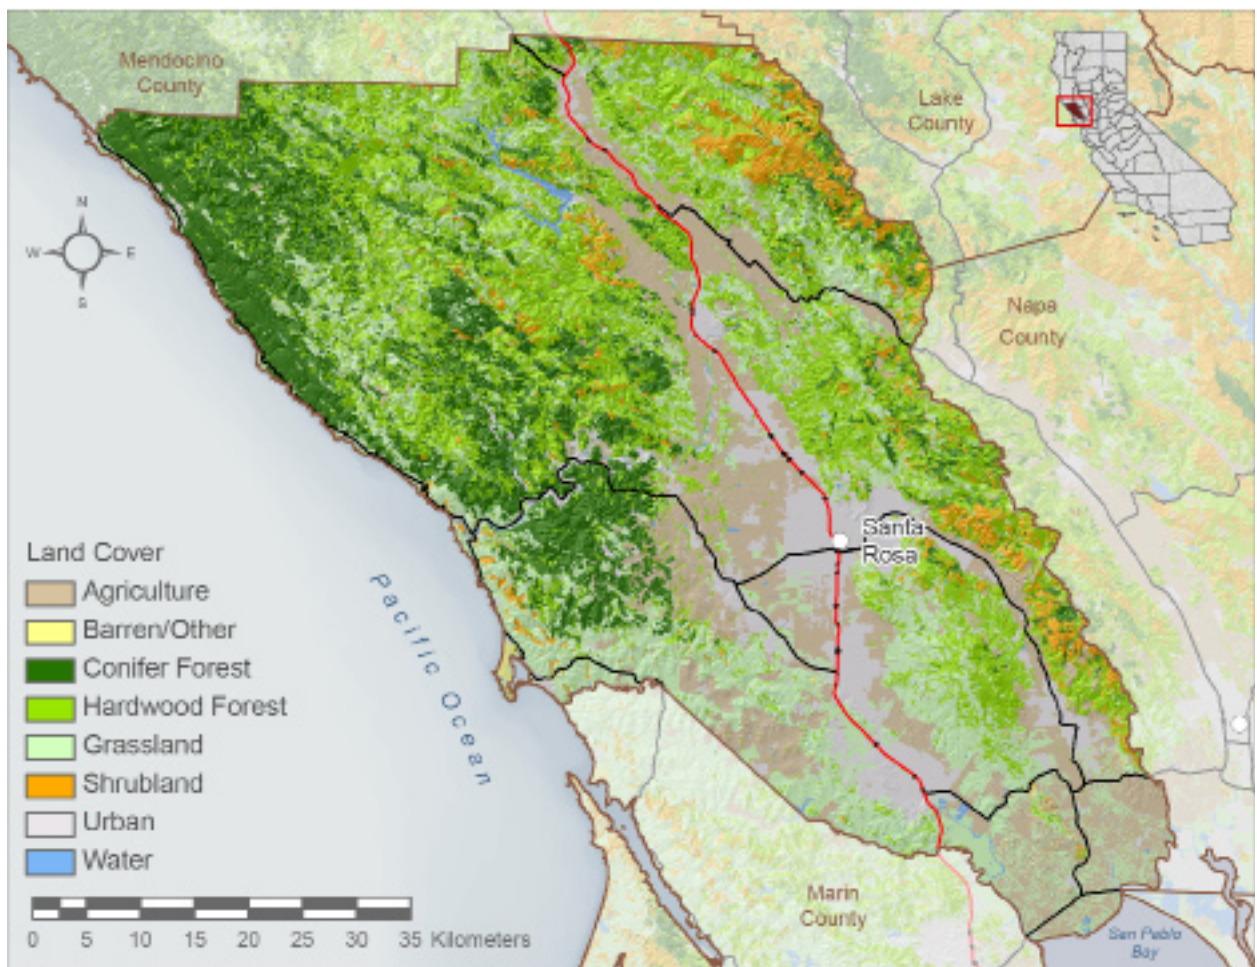 Mendocino
County
Lake
County
N
W
E
S
Napa
County
Santa
Rosa
Land Cover
Agriculture
Barren/Other
Conifer Forest
Hardwood Forest
Grassland
Shrubland
Urban
Water
Pacific Ocean
Marin
County
San Pablo
Bay
0 5 10 15 20 25 30 35 Kilometers